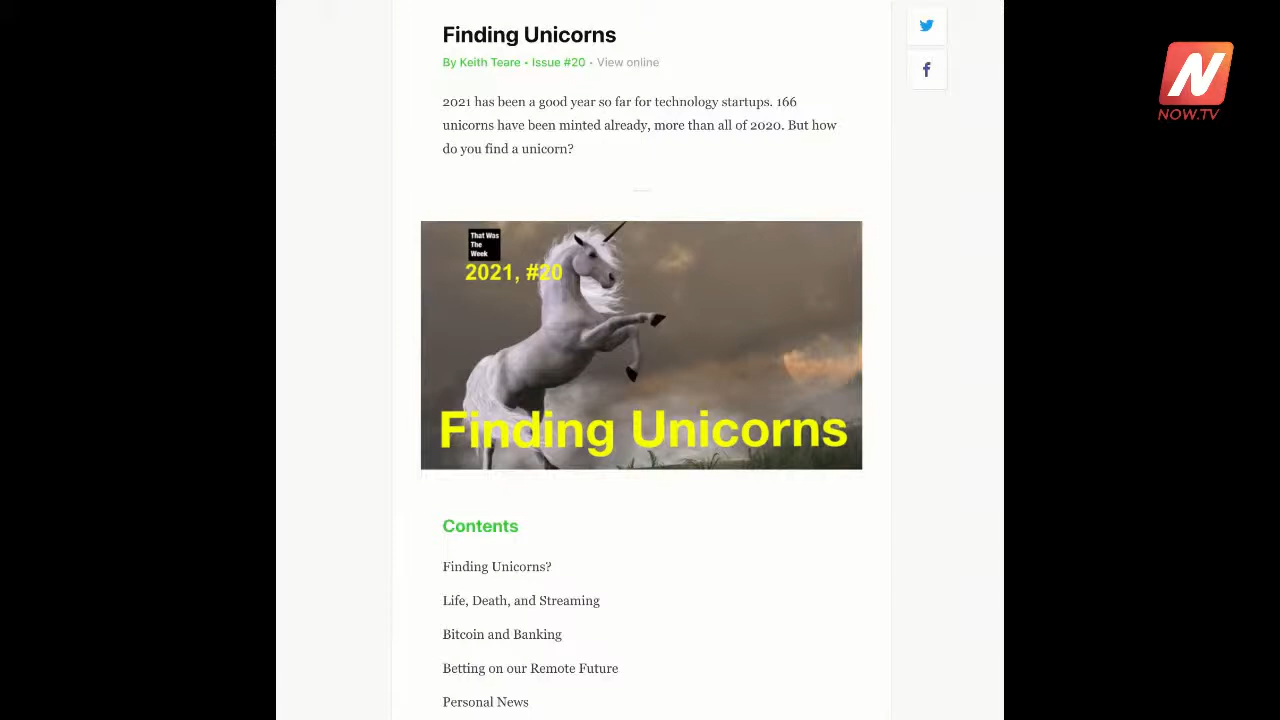 Finding Unicorns
By Keith Teare • Issue #20 • View online
2021 has been a good year so far for technology startups. 166
unicorns have been minted already, more than all of 2020. But how
do you find a unicorn?
That Was
The
Week
2021, #20
Finding Unicorns
Contents
Finding Unicorns?
Life, Death, and Streaming
Bitcoin and Banking
Betting on our Remote Future
Personal News
N
NOW.TV